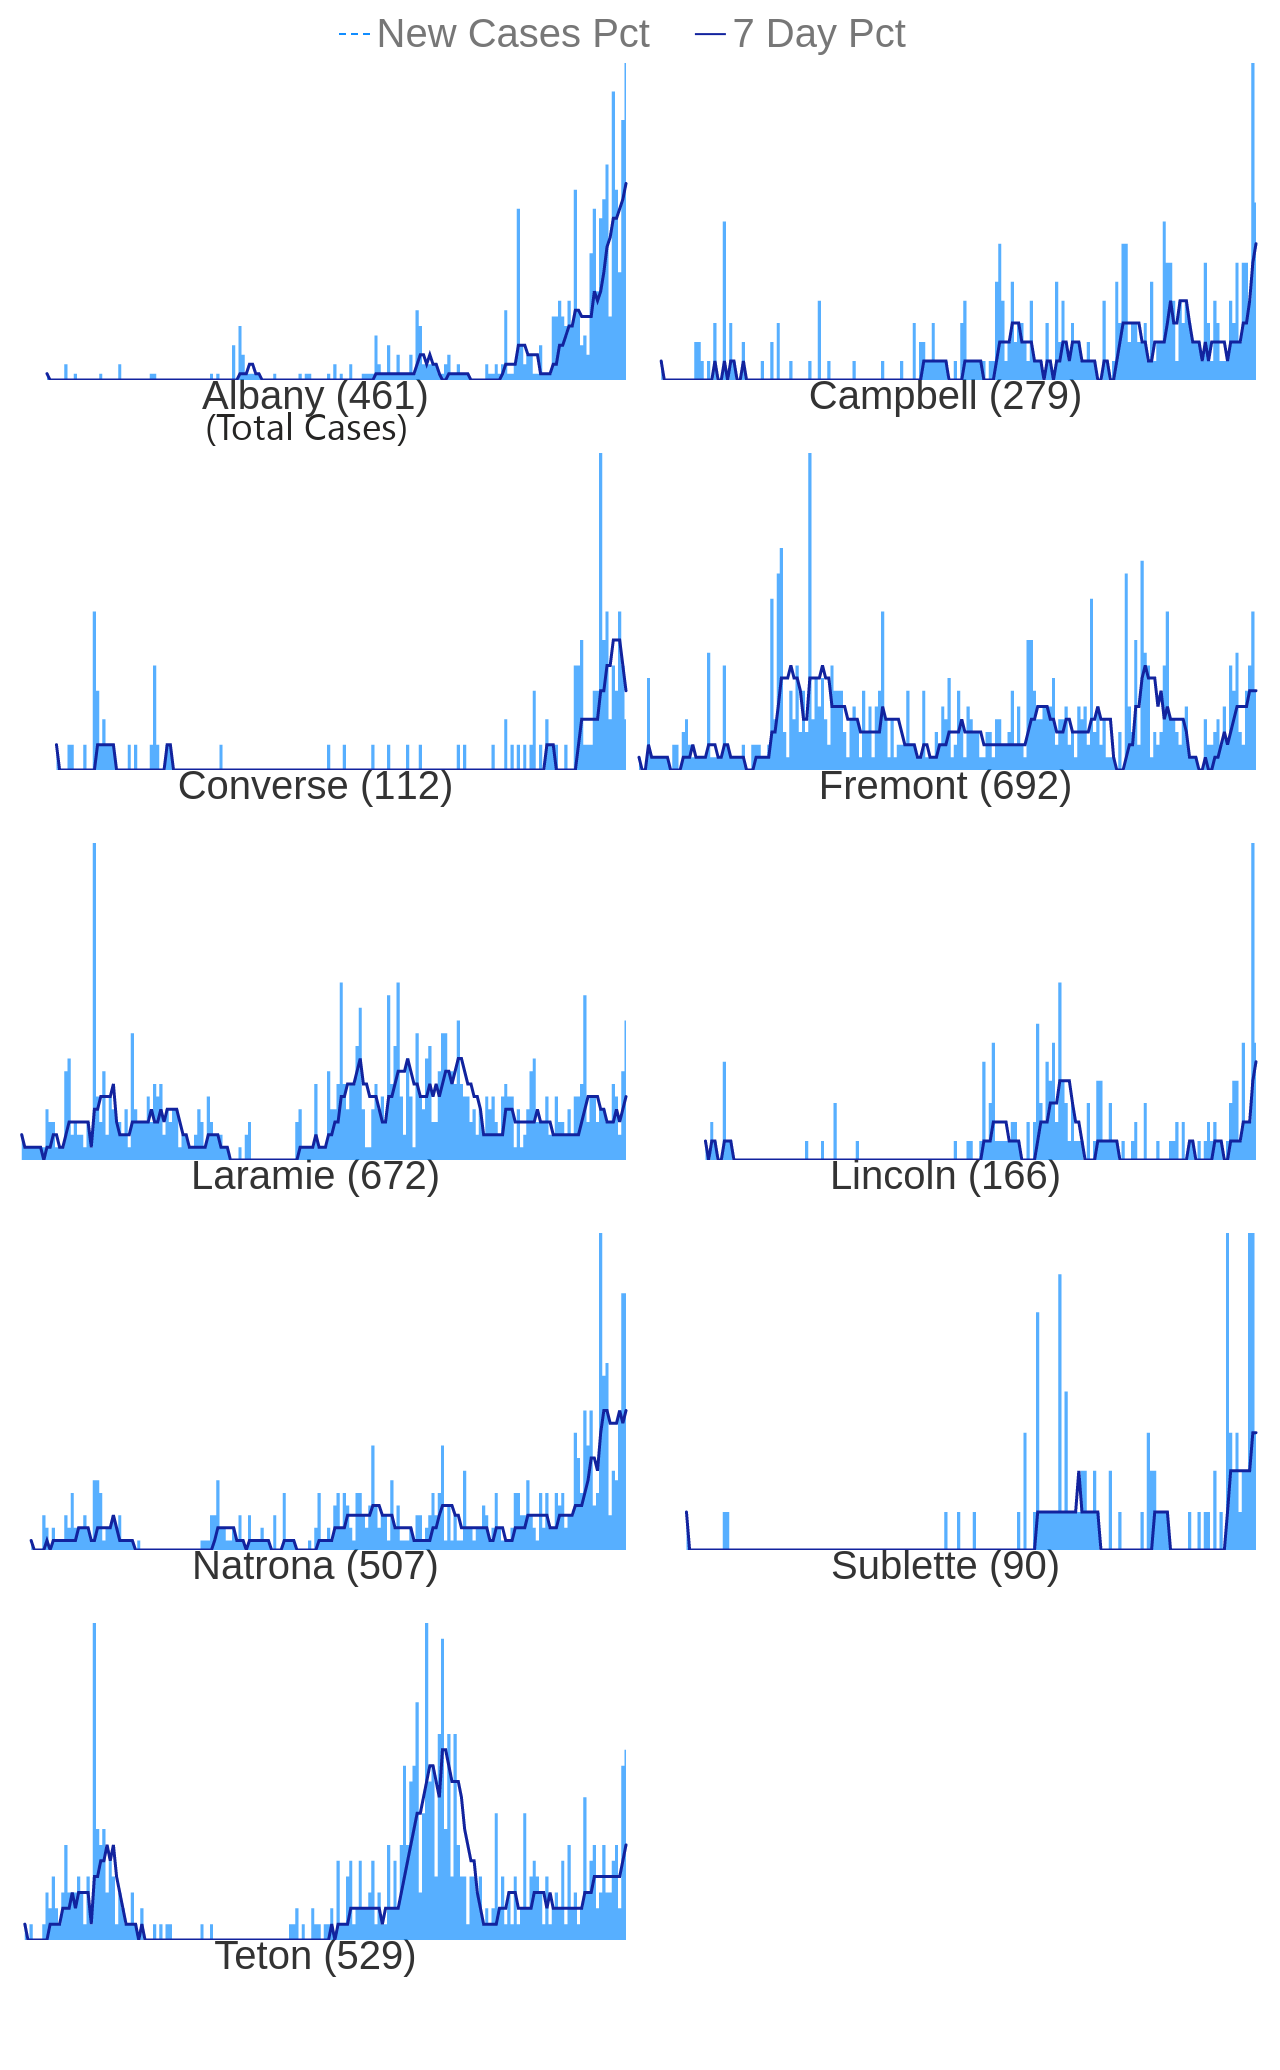 New Cases Pct 7 Day Pct
Albany (461)
(Total Cases)
Campbell (279)
Converse (112)
Fremont (692)
Laramie (672)
Lincoln (166)
Natrona (507)
Sublette (90)
Teton (529)